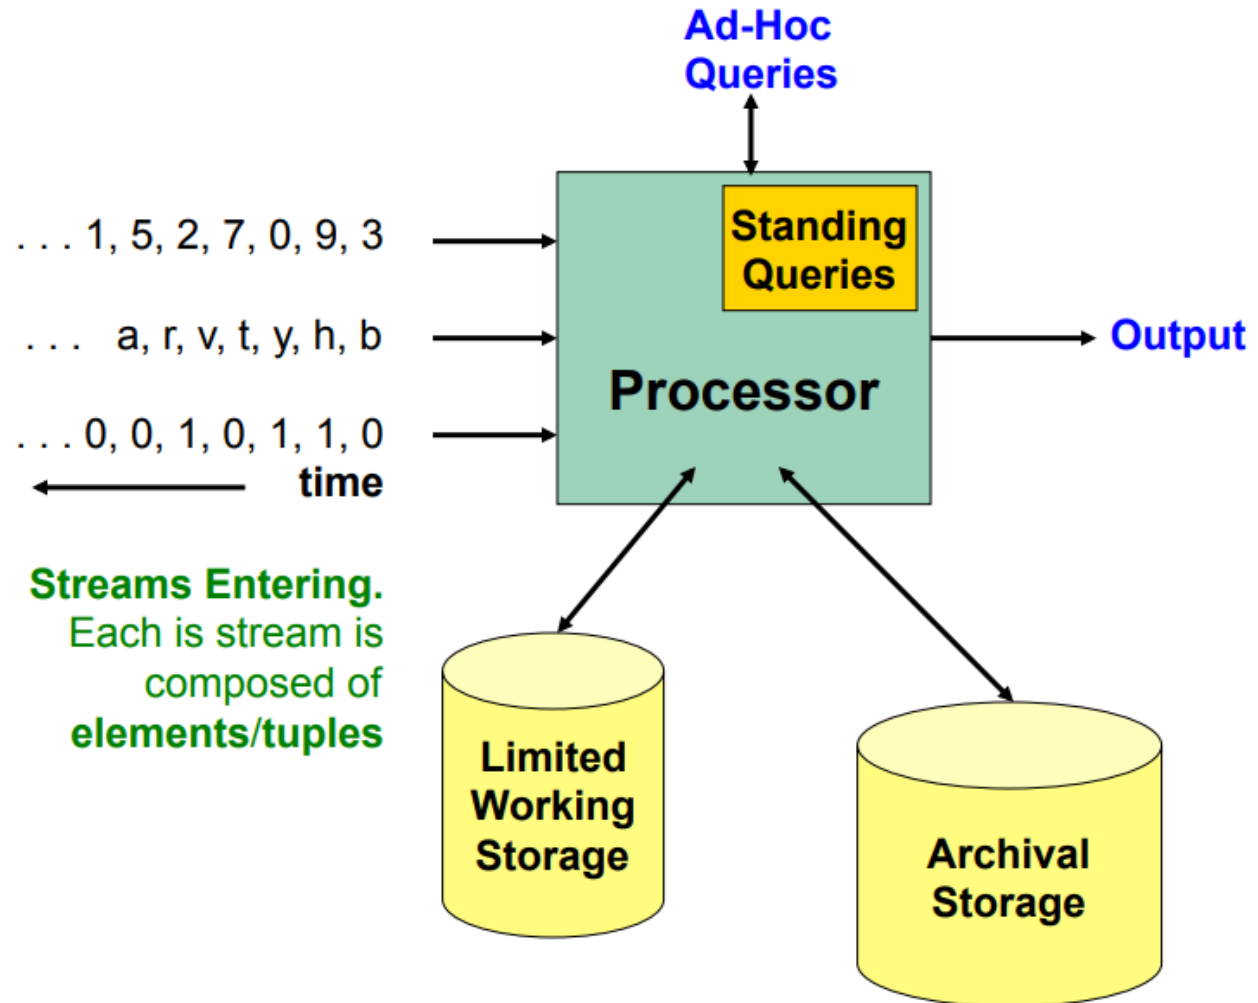 Ad-Hoc
Queries
Standing
Queries
Processor
Output
. . . 1, 5, 2, 7, 0, 9, 3
. . . a, r, v, t, y, h, b
. . . 0, 0, 1, 0, 1, 1, 0
time
Streams Entering.
Each is stream is
composed of
elements/tuples
Limited
Working
Storage
Archival
Storage